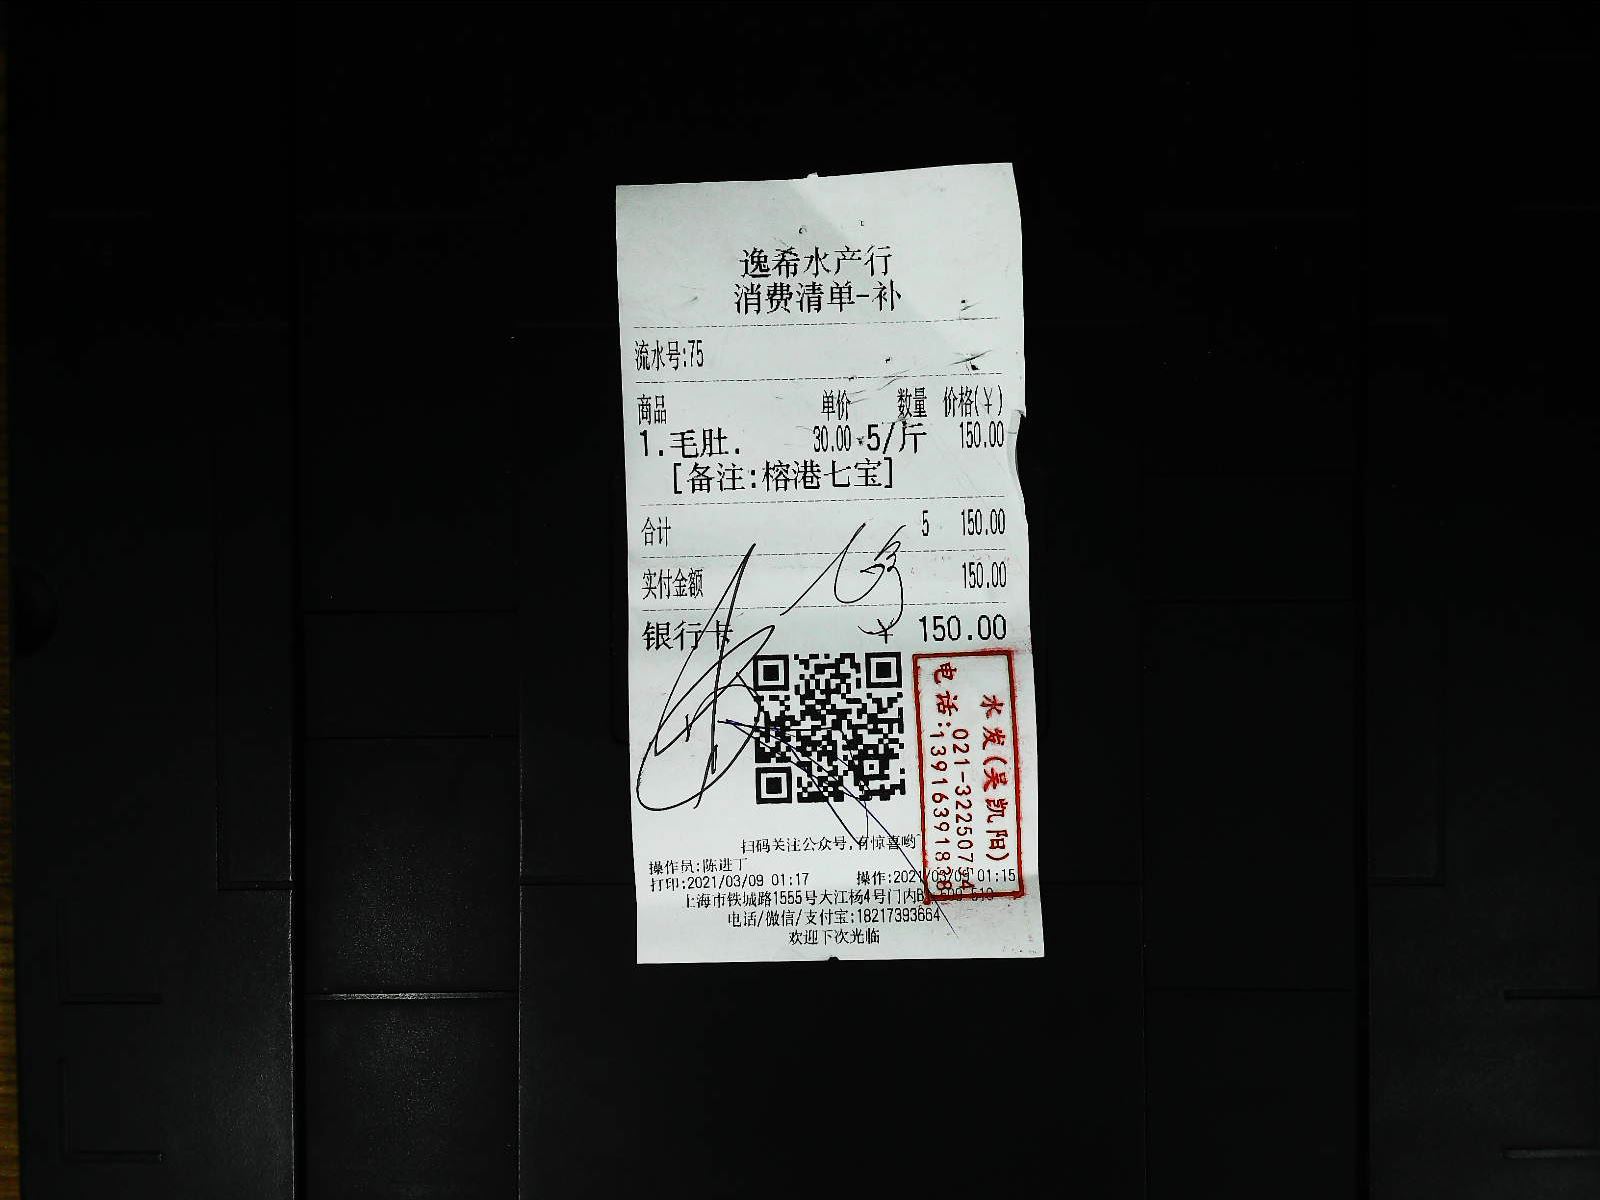 逸希水产行
消费清单-补
流水号:75
商品 单价 数量 价格(¥)
1.毛肚. 30.00 5/斤 150.00
[备注:榕港七宝]
合计 5 150.00
实付金额 150.00
银行卡 150.00
水发(吴凯阳)
021-32250754
电话:13916391838
扫码关注公众号,有惊喜哟
操作员:陈进丁
打印:2021/03/09 01:17 操作:2021/03/09 01:15
上海市铁城路1555号大江杨4号门内
电话/微信/支付宝:18217393664
欢迎下次光临